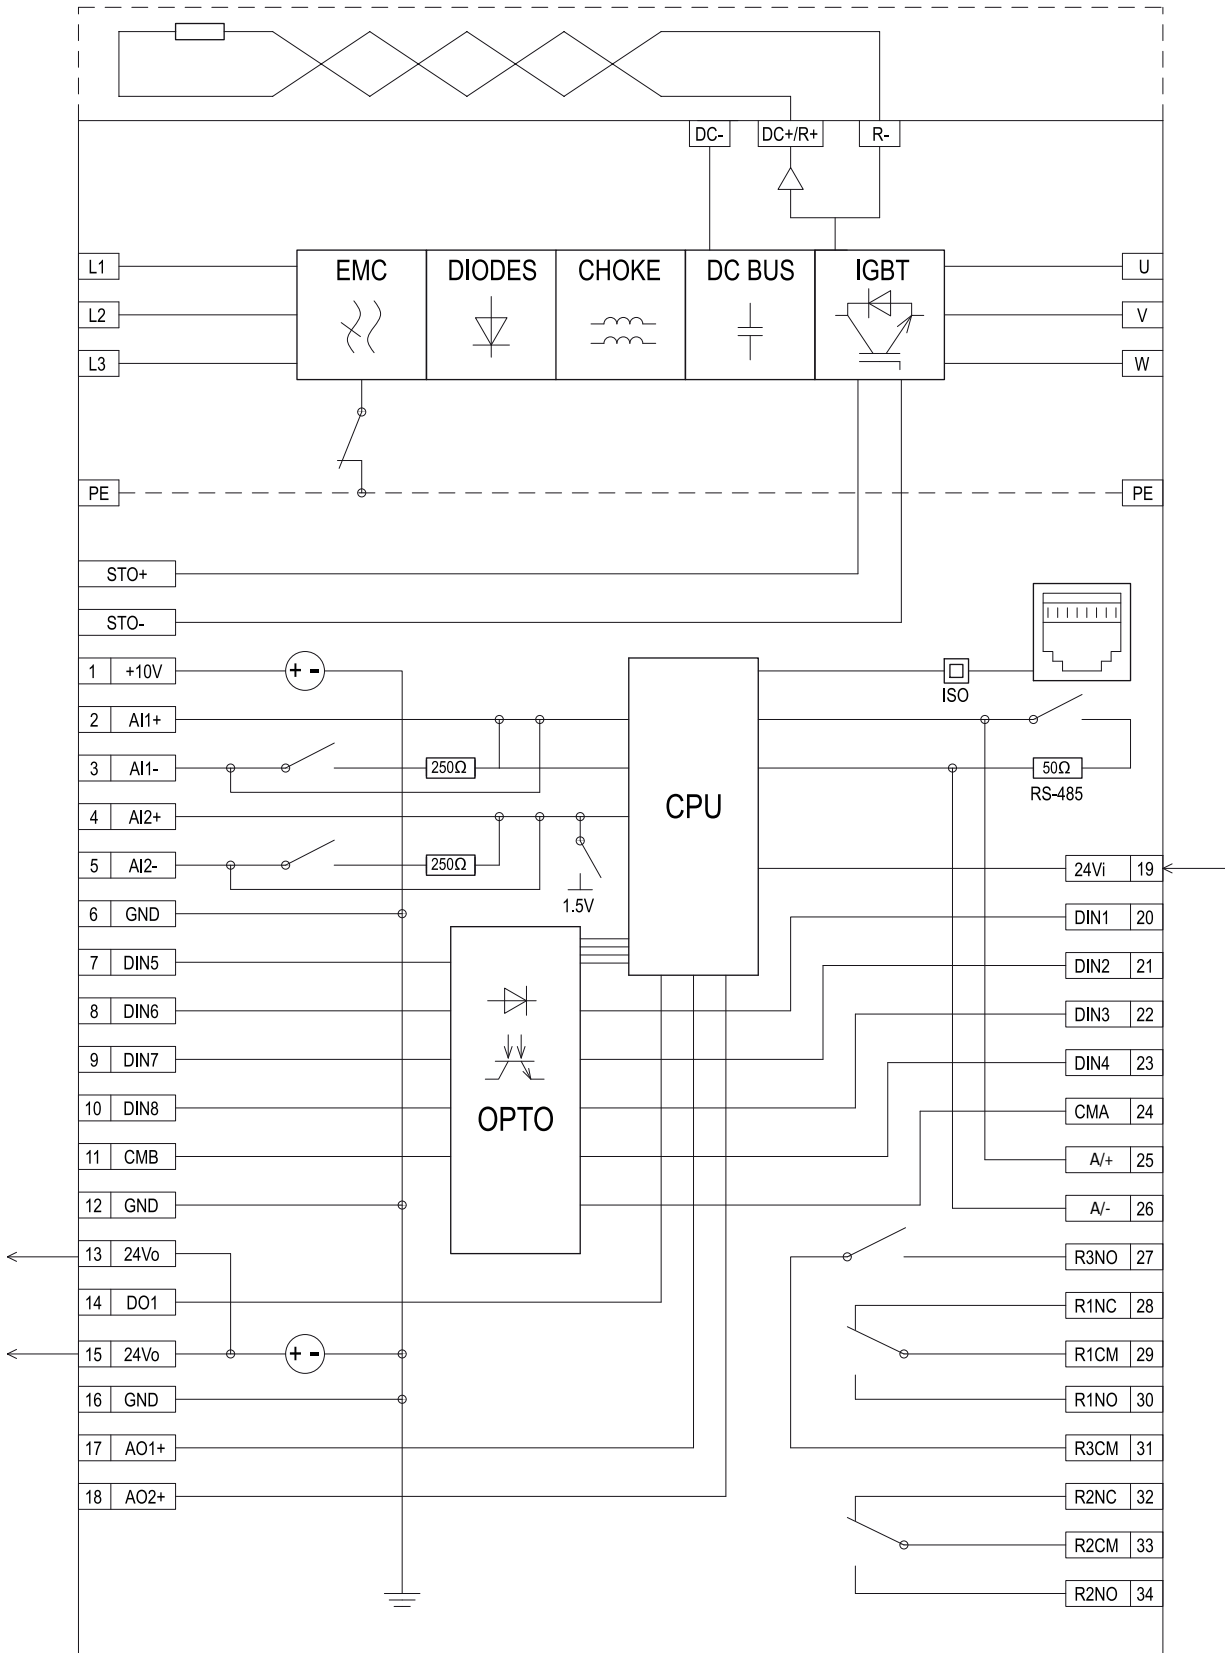 DC-
DC+/R+
R-
L1
EMC
DIODES
CHOKE
DC BUS
IGBT
U
L2
V
L3
W
PE
PE
STO+
STO-
1 +10V
+ -
ISO
2 AI1+
3 AI1-
250Ω
50Ω
RS-485
CPU
4 AI2+
5 AI2-
250Ω
1.5V
24Vi 19
6 GND
DIN1 20
7 DIN5
DIN2 21
8 DIN6
DIN3 22
9 DIN7
DIN4 23
10 DIN8
OPTO
CMA 24
11 CMB
A/+ 25
12 GND
A/- 26
13 24Vo
R3NO 27
14 DO1
R1NC 28
15 24Vo
+ -
R1CM 29
16 GND
R1NO 30
17 AO1+
R3CM 31
18 AO2+
R2NC 32
R2CM 33
R2NO 34